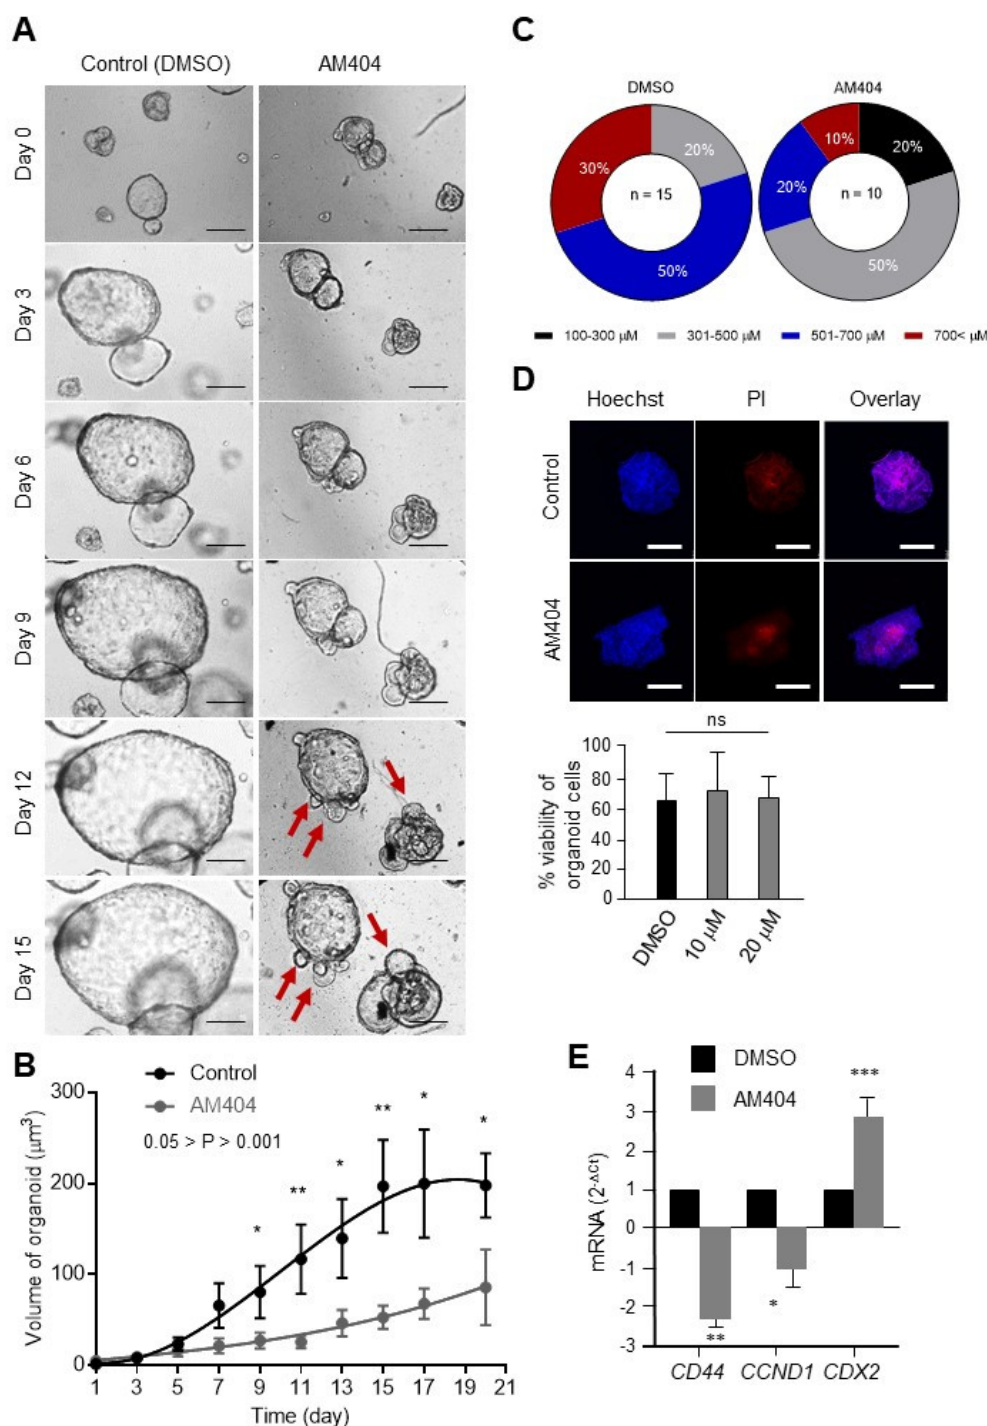 A
Control (DMSO) AM404
Day 0
Day 3
Day 6
Day 9
Day 12
Day 15
B
Control
AM404
0.05 > P > 0.001
Volume of organoid (µm³)
300
200
100
0
* ** * ** * *
1 3 5 7 9 11 13 15 17 19 21
Time (day)
C
DMSO AM404
30% 20% 50% n = 15
10% 20% 20% 50% n = 10
100-300 µM 301-500 µM 501-700 µM 700< µM
D
Hoechst PI Overlay
Control
AM404
ns
% viability of
organoid cells
100
80
60
40
20
0
DMSO 10 µM 20 µM
E
DMSO
AM404
mRNA (2-ΔCt)
4
3
2
1
0
-1
-2
-3
** * ***
CD44 CCND1 CDX2